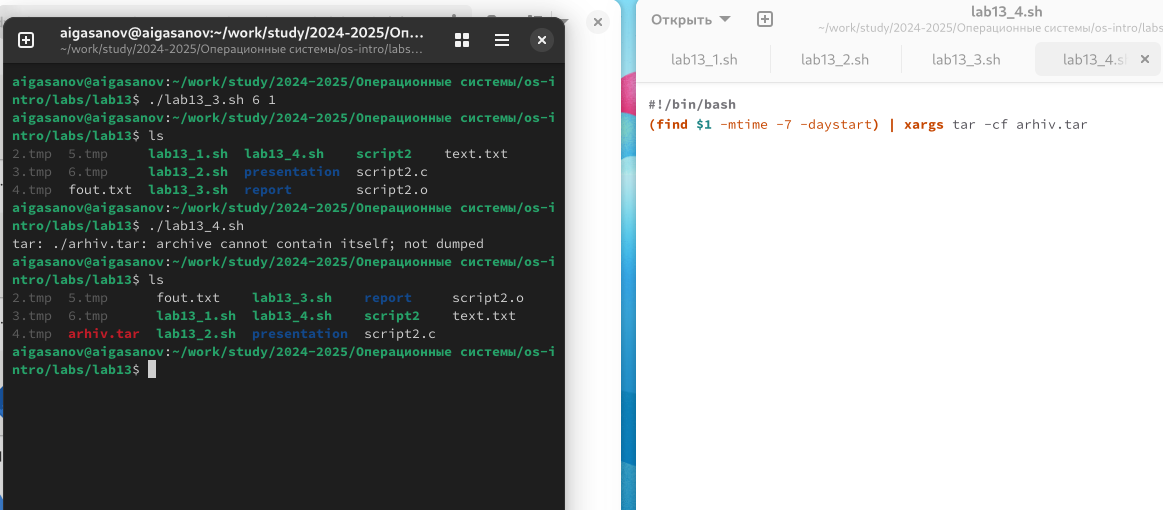 aigasanov@aigasanov:~/work/study/2024-2025/Оп...
~/work/study/2024-2025/Операционные системы/os-intro/labs...
aigasanov@aigasanov:~/work/study/2024-2025/Операционные системы/os-i
ntro/labs/lab13$ ./lab13_3.sh 6 1
aigasanov@aigasanov:~/work/study/2024-2025/Операционные системы/os-i
ntro/labs/lab13$ ls
2.tmp 5.tmp lab13_1.sh lab13_4.sh script2 text.txt
3.tmp 6.tmp lab13_2.sh presentation script2.c
4.tmp fout.txt lab13_3.sh report script2.o
aigasanov@aigasanov:~/work/study/2024-2025/Операционные системы/os-i
ntro/labs/lab13$ ./lab13_4.sh
tar: ./arhiv.tar: archive cannot contain itself; not dumped
aigasanov@aigasanov:~/work/study/2024-2025/Операционные системы/os-i
ntro/labs/lab13$ ls
2.tmp 5.tmp fout.txt lab13_3.sh report script2.o
3.tmp 6.tmp lab13_1.sh lab13_4.sh script2 text.txt
4.tmp arhiv.tar lab13_2.sh presentation script2.c
aigasanov@aigasanov:~/work/study/2024-2025/Операционные системы/os-i
ntro/labs/lab13$
Открыть
lab13_4.sh
~/work/study/2024-2025/Операционные системы/os-intro/labs
lab13_1.sh lab13_2.sh lab13_3.sh lab13_4.sh
#!/bin/bash
(find $1 -mtime -7 -daystart) | xargs tar -cf arhiv.tar